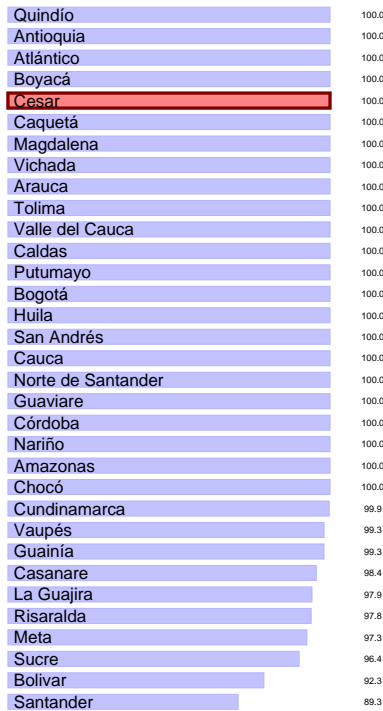 Quindío 100.0
Antioquia 100.0
Atlántico 100.0
Boyacá 100.0
Cesar 100.0
Caquetá 100.0
Magdalena 100.0
Vichada 100.0
Arauca 100.0
Tolima 100.0
Valle del Cauca 100.0
Caldas 100.0
Putumayo 100.0
Bogotá 100.0
Huila 100.0
San Andrés 100.0
Cauca 100.0
Norte de Santander 100.0
Guaviare 100.0
Córdoba 100.0
Nariño 100.0
Amazonas 100.0
Chocó 100.0
Cundinamarca 99.9
Vaupés 99.3
Guainía 99.3
Casanare 98.4
La Guajira 97.9
Risaralda 97.8
Meta 97.3
Sucre 96.4
Bolivar 92.3
Santander 89.3